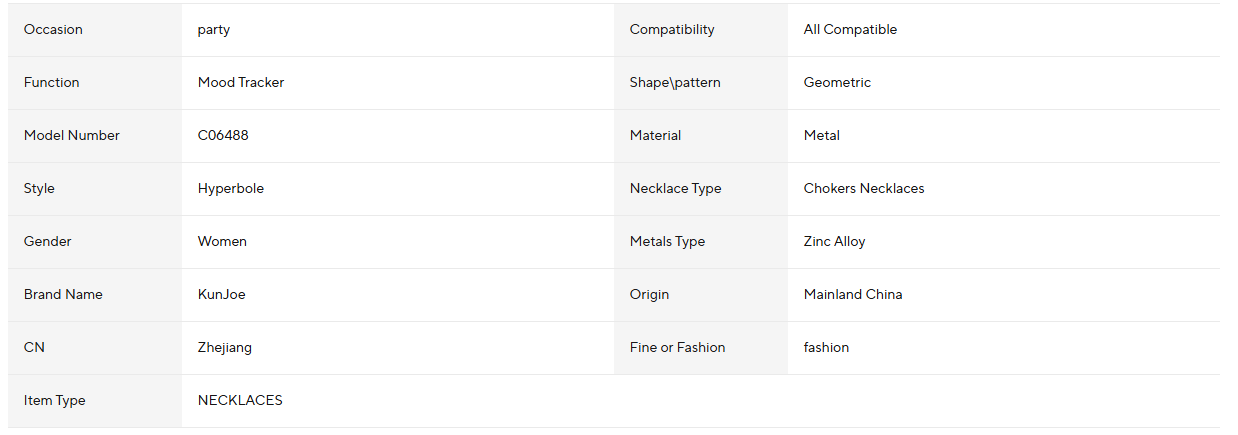 Occasion party Compatibility All Compatible
Function Mood Tracker Shape\pattern Geometric
Model Number C06488 Material Metal
Style Hyperbole Necklace Type Chokers Necklaces
Gender Women Metals Type Zinc Alloy
Brand Name KunJoe Origin Mainland China
CN Zhejiang Fine or Fashion fashion
Item Type NECKLACES